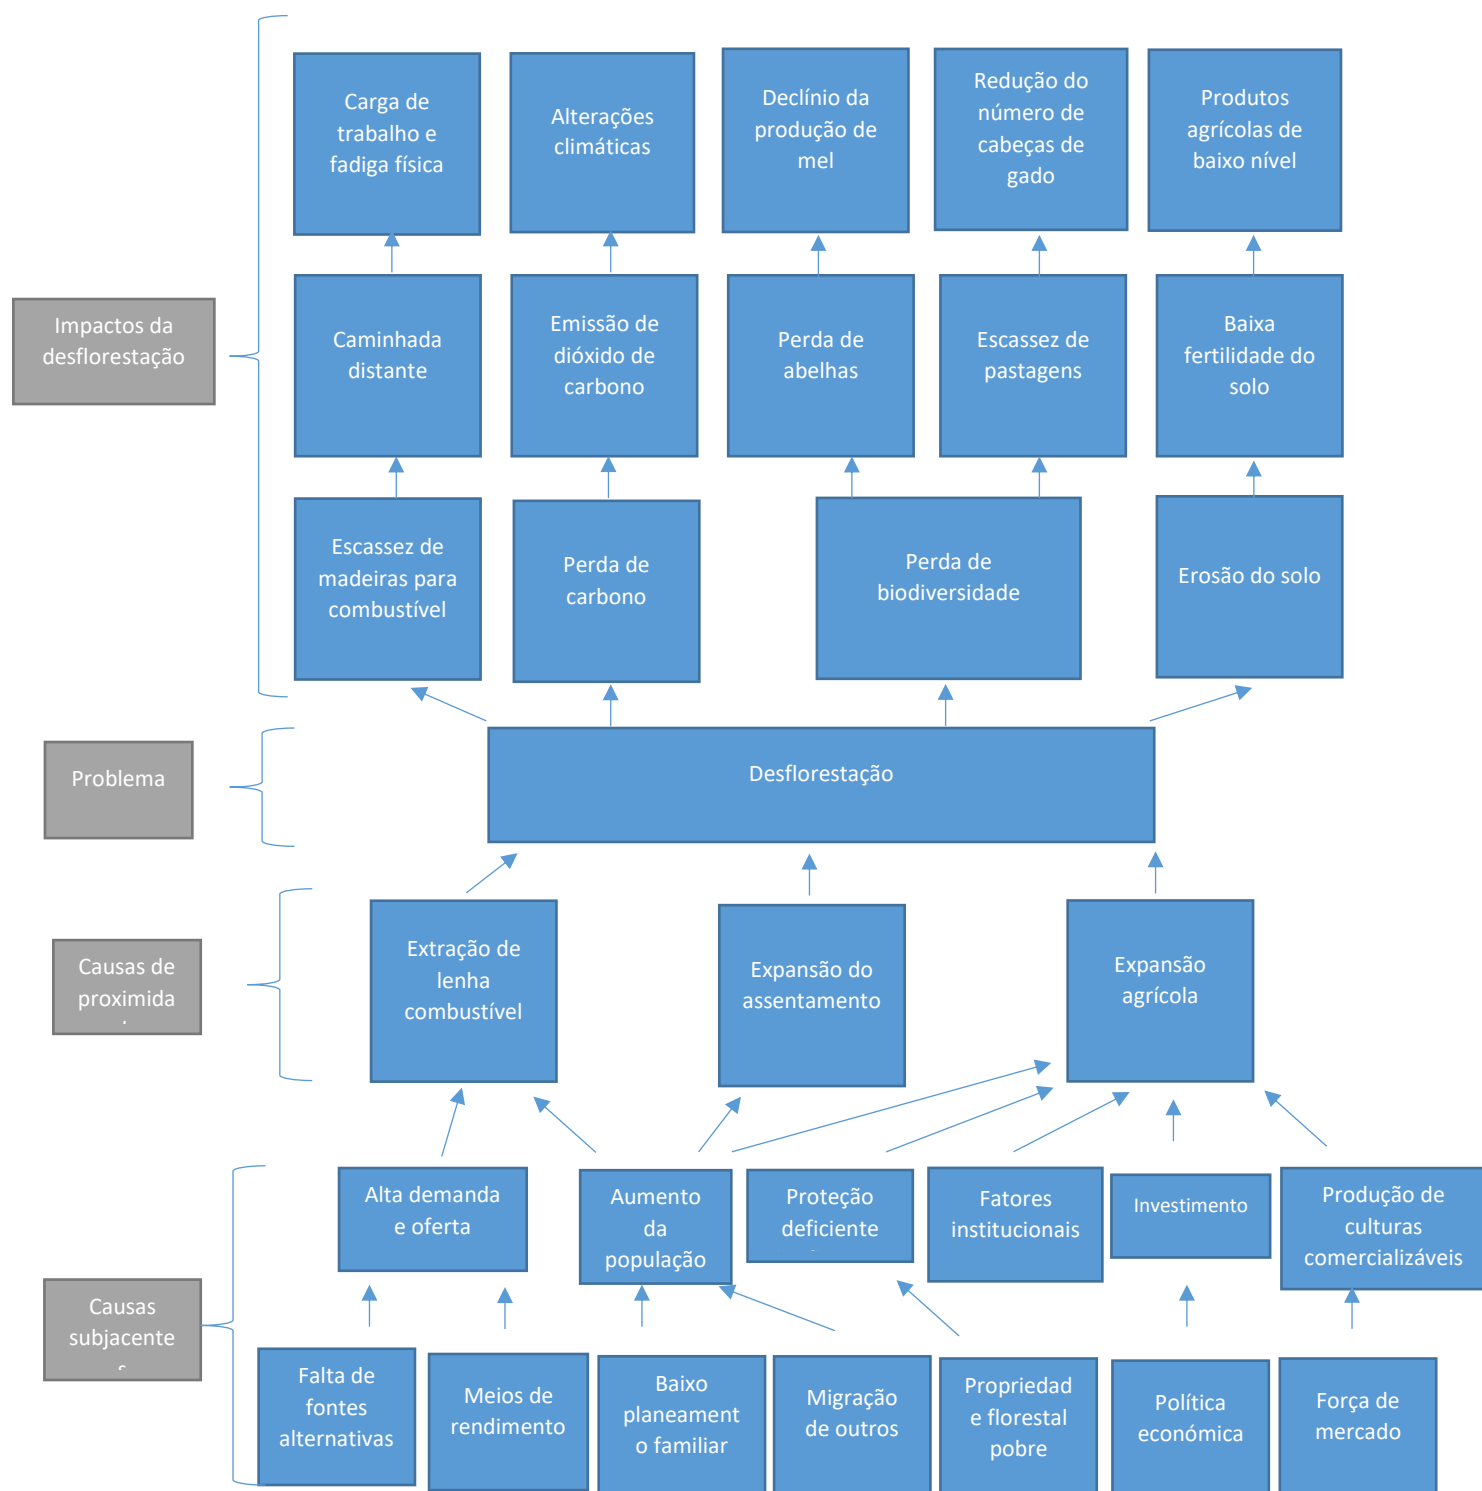 Carga de
trabalho e
fadiga física
Alterações
climáticas
Declínio da
produção de
mel
Redução do
número de
cabeças de
gado
Produtos
agrícolas de
baixo nível
Impactos da
desflorestação
Caminhada
distante
Emissão de
dióxido de
carbono
Perda de
abelhas
Escassez de
pastagens
Baixa
fertilidade do
solo
Escassez de
madeiras para
combustível
Perda de
carbono
Perda de
biodiversidade
Erosão do solo
Problema
Desflorestação
Causas de
proximida
Extração de
lenha
combustível
Expansão do
assentamento
Expansão
agrícola
Alta demanda
e oferta
Aumento
da
população
Proteção
deficiente
Fatores
institucionais
Investimento
Produção de
culturas
comercializáveis
Causas
subjacente
Falta de
fontes
alternativas
Meios de
rendimento
Baixo
planeament
o familiar
Migração
de outros
Propriedad
e florestal
pobre
Política
económica
Força de
mercado